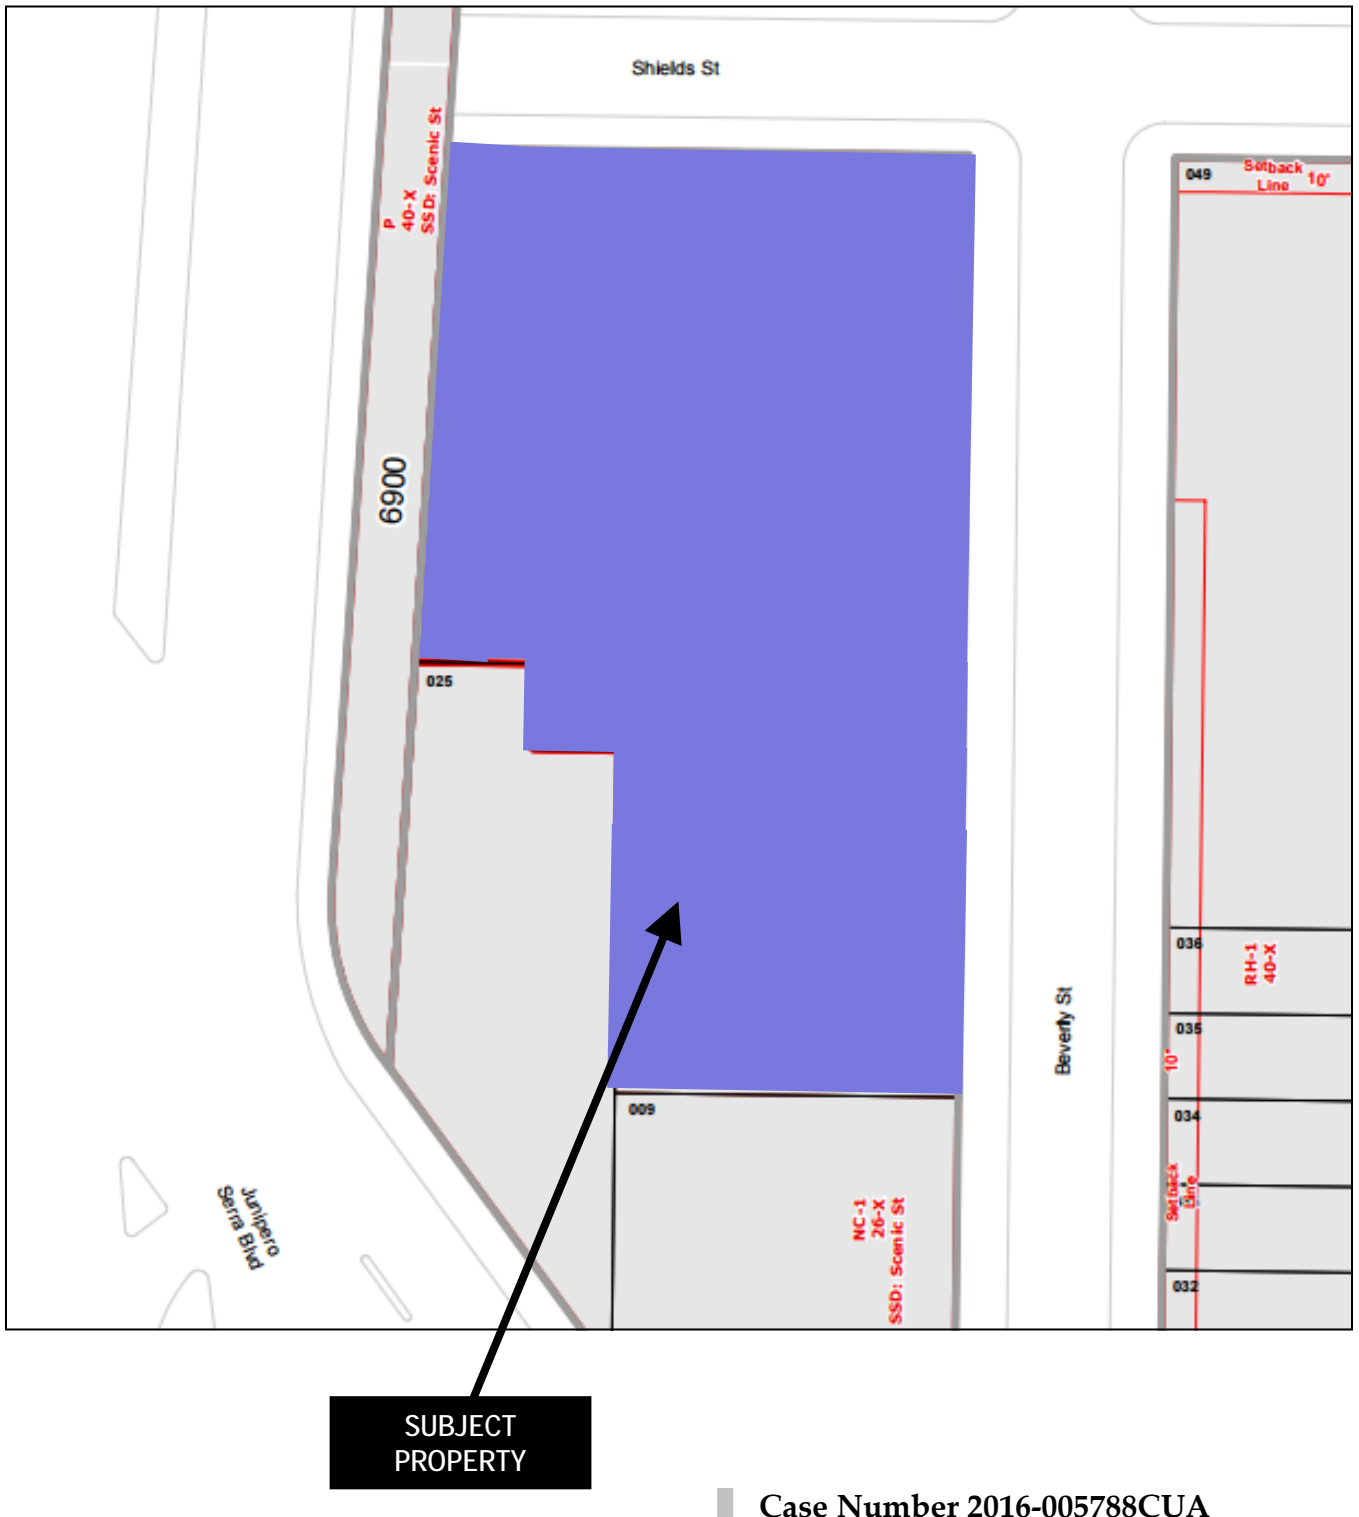 Shields St
P
40-X
SSD: Scenic St
049
Setback
Line
10"
6900
025
036
RH-1
40-X
035
10"
Beverly St
034
009
Setback
Line
NC-1
26-X
SSD: Scenic St
Junipero
Serra Blvd
032
SUBJECT
PROPERTY
Case Number 2016-005788CUA